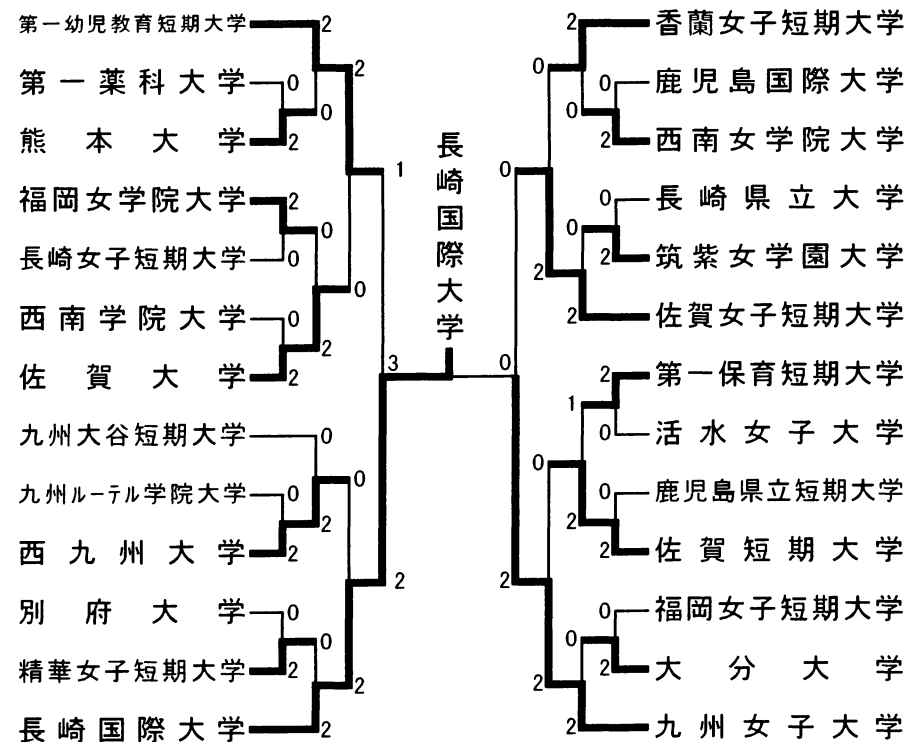 第一幼児教育短期大学
第一薬科大学
熊本大学
福岡女学院大学
長崎女子短期大学
西南学院大学
佐賀大学
九州大谷短期大学
九州ルーテル学院大学
西九州大学
別府大学
精華女子短期大学
長崎国際大学
2
0
2
2
0
0
2
0
0
2
0
2
2
0
0
2
2
0
2
0
0
2
1
2
3
長崎国際大学
0
0
2
0
2
0
2
0
0
1
2
0
2
0
2
0
2
2
2
0
0
2
0
2
2
香蘭女子短期大学
鹿児島国際大学
西南女学院大学
長崎県立大学
筑紫女学園大学
佐賀女子短期大学
第一保育短期大学
活水女子大学
鹿児島県立短期大学
佐賀短期大学
福岡女子短期大学
大分大学
九州女子大学